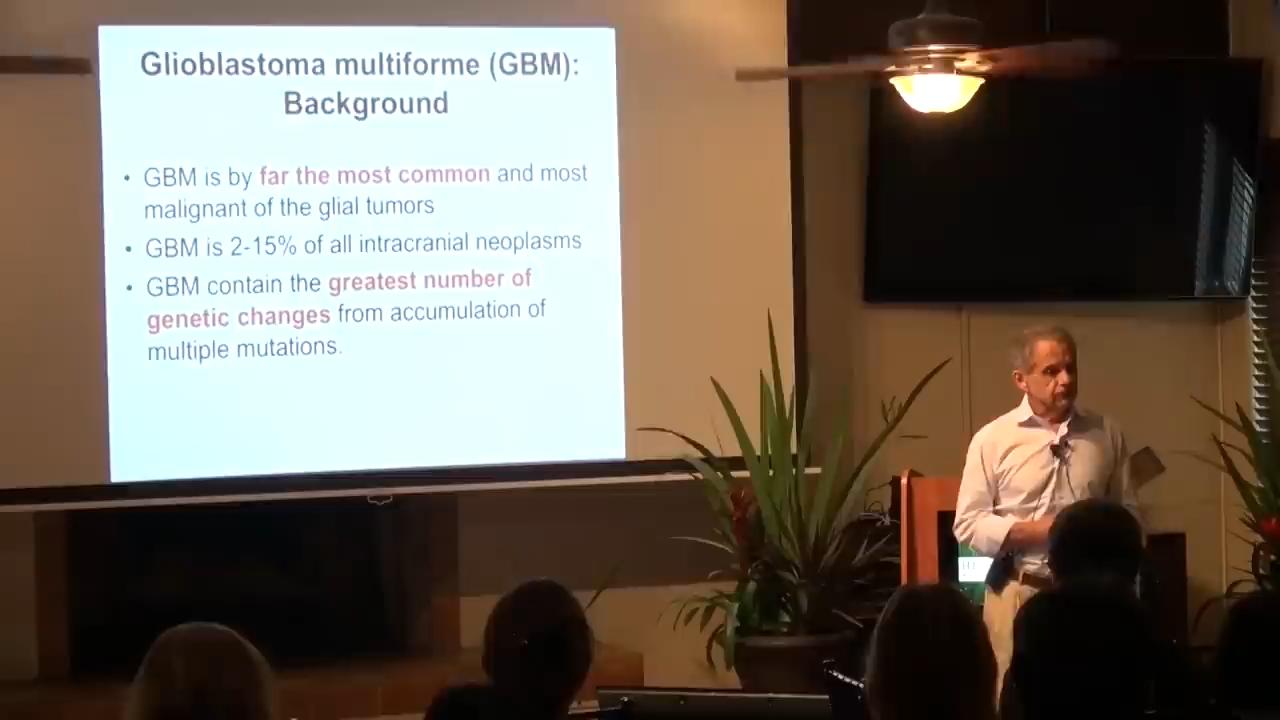 Glioblastoma multiforme (GBM):
Background
• GBM is by far the most common and most
malignant of the glial tumors
• GBM is 2-15% of all intracranial neoplasms
• GBM contain the greatest number of
genetic changes from accumulation of
multiple mutations.